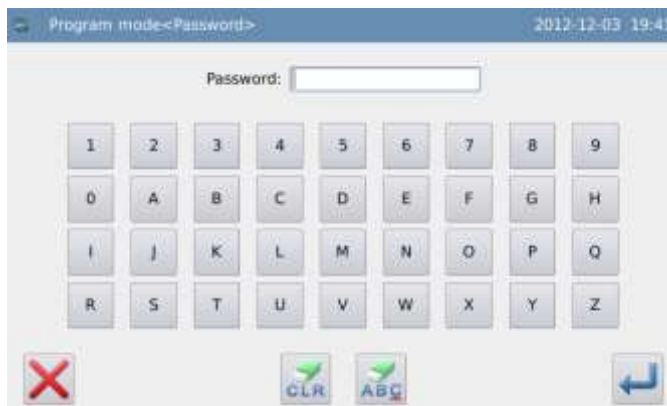 Program mode<Password> 2012-12-03 19:4
Password:
1 2 3 4 5 6 7 8 9
0 A B C D E F G H
I J K L M N O P Q
R S T U V W X Y Z
CLR ABC